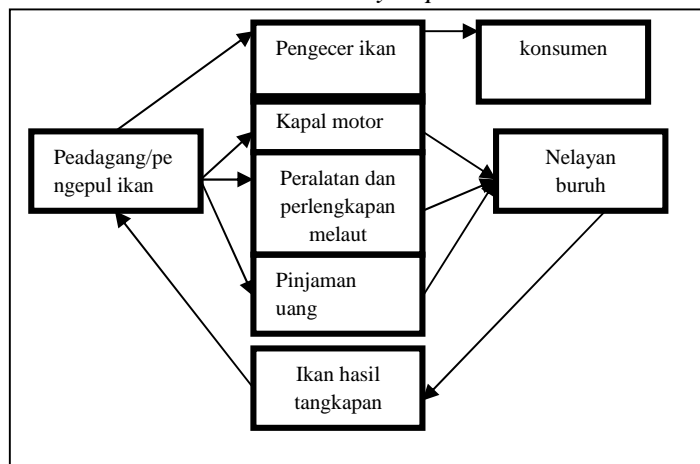 Pengecer ikan
konsumen
Kapal motor
Peadagang/pe
ngepul ikan
Peralatan dan
perlengkapan
melaut
Nelayan
buruh
Pinjaman
uang
Ikan hasil
tangkapan